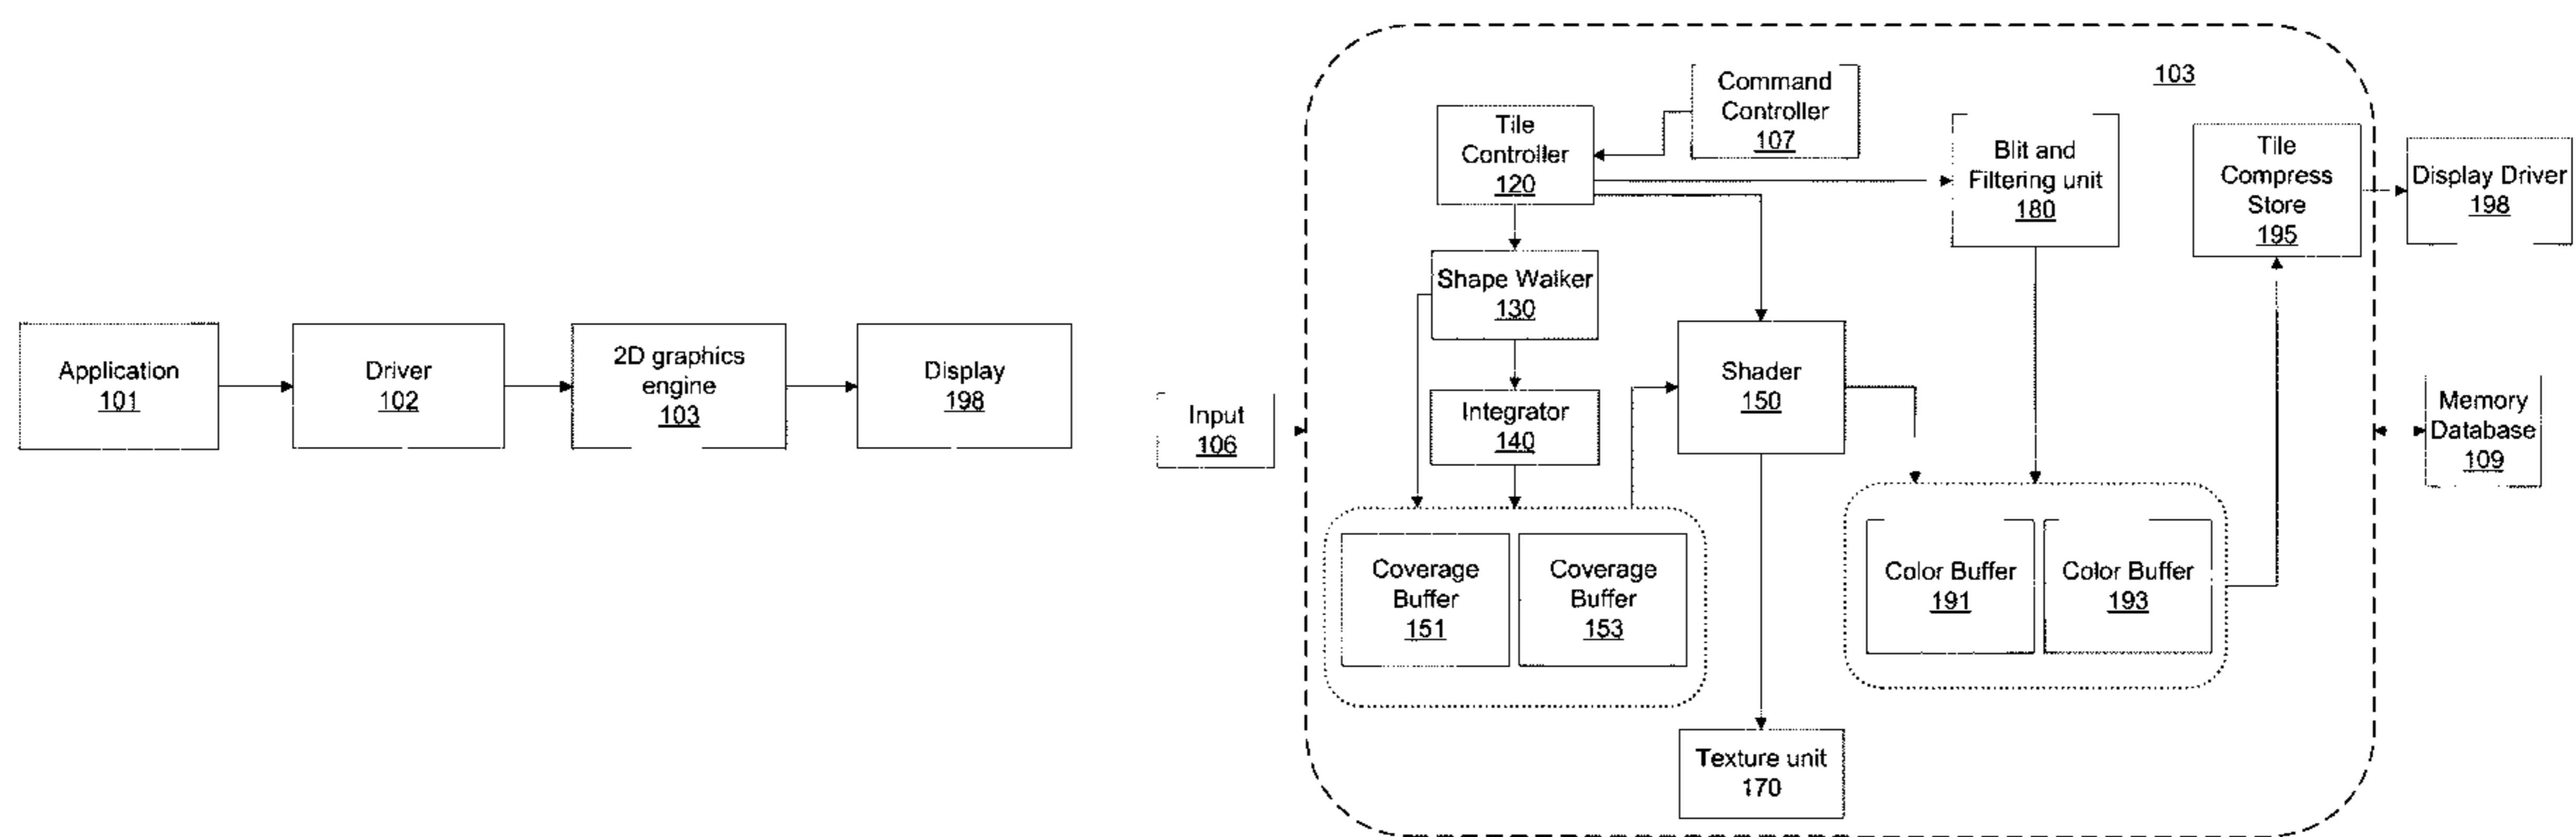 Application
101
Driver
102
2D graphics
engine
103
Display
198
Input
106
103
Command
Controller
107
Tile
Controller
120
Blit and
Filtering unit
180
Tile
Compress
Store
195
Display Driver
198
Shape Walker
130
Integrator
140
Shader
150
Memory
Database
109
Coverage
Buffer
151
Coverage
Buffer
153
Color Buffer
191
Color Buffer
193
Texture unit
170